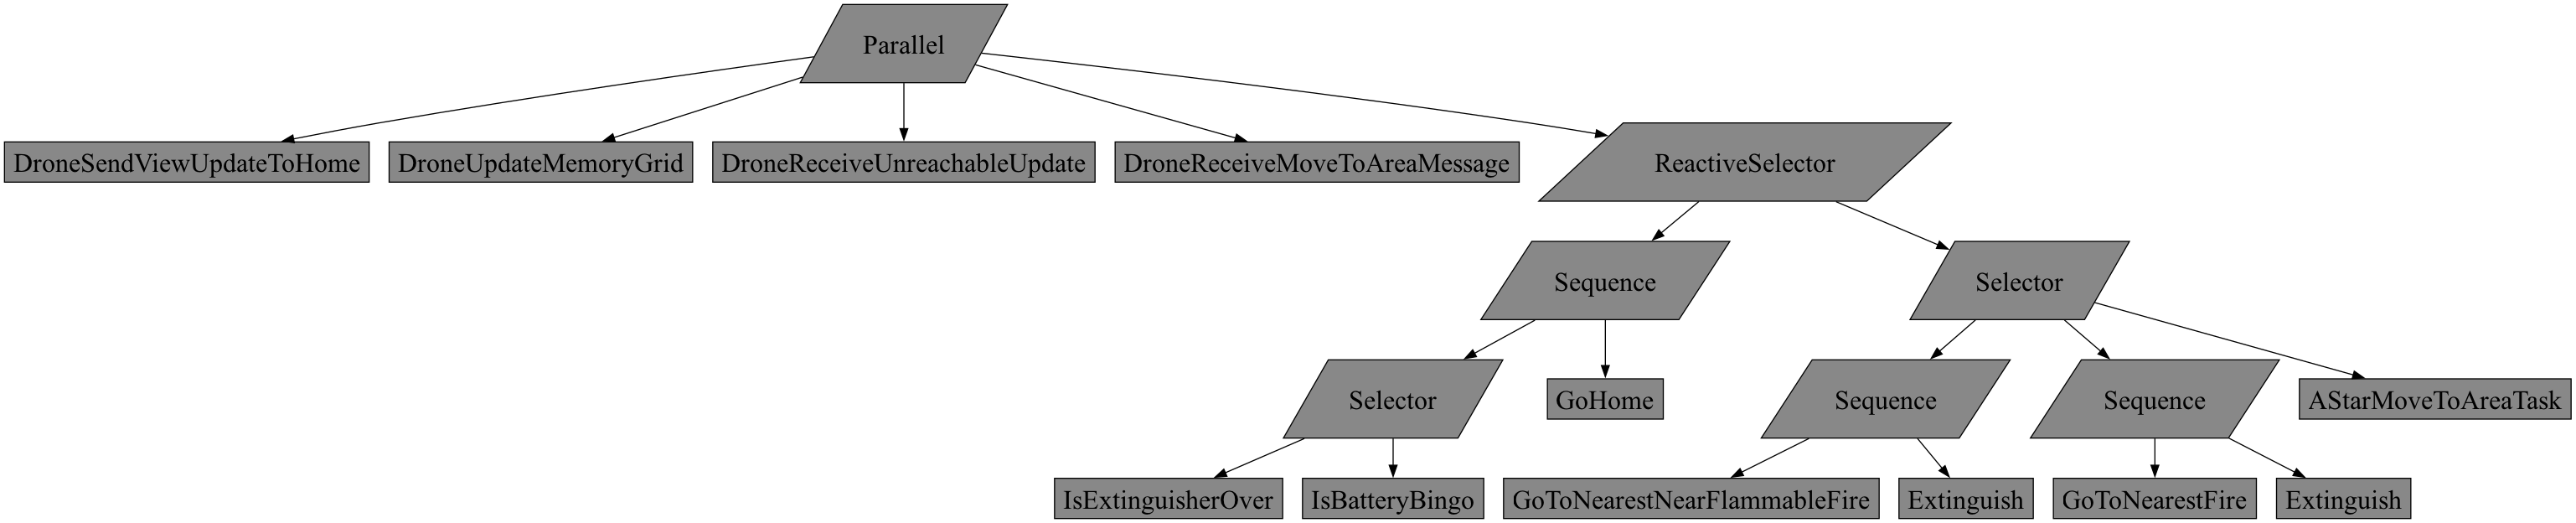 Parallel
DroneSendViewUpdateToHome
DroneUpdateMemoryGrid
DroneReceiveUnreachableUpdate
DroneReceiveMoveToAreaMessage
ReactiveSelector
Sequence
Selector
Selector
GoHome
Sequence
Sequence
AStarMoveToAreaTask
IsExtinguisherOver
IsBatteryBingo
GoToNearestNearFlammableFire
Extinguish
GoToNearestFire
Extinguish